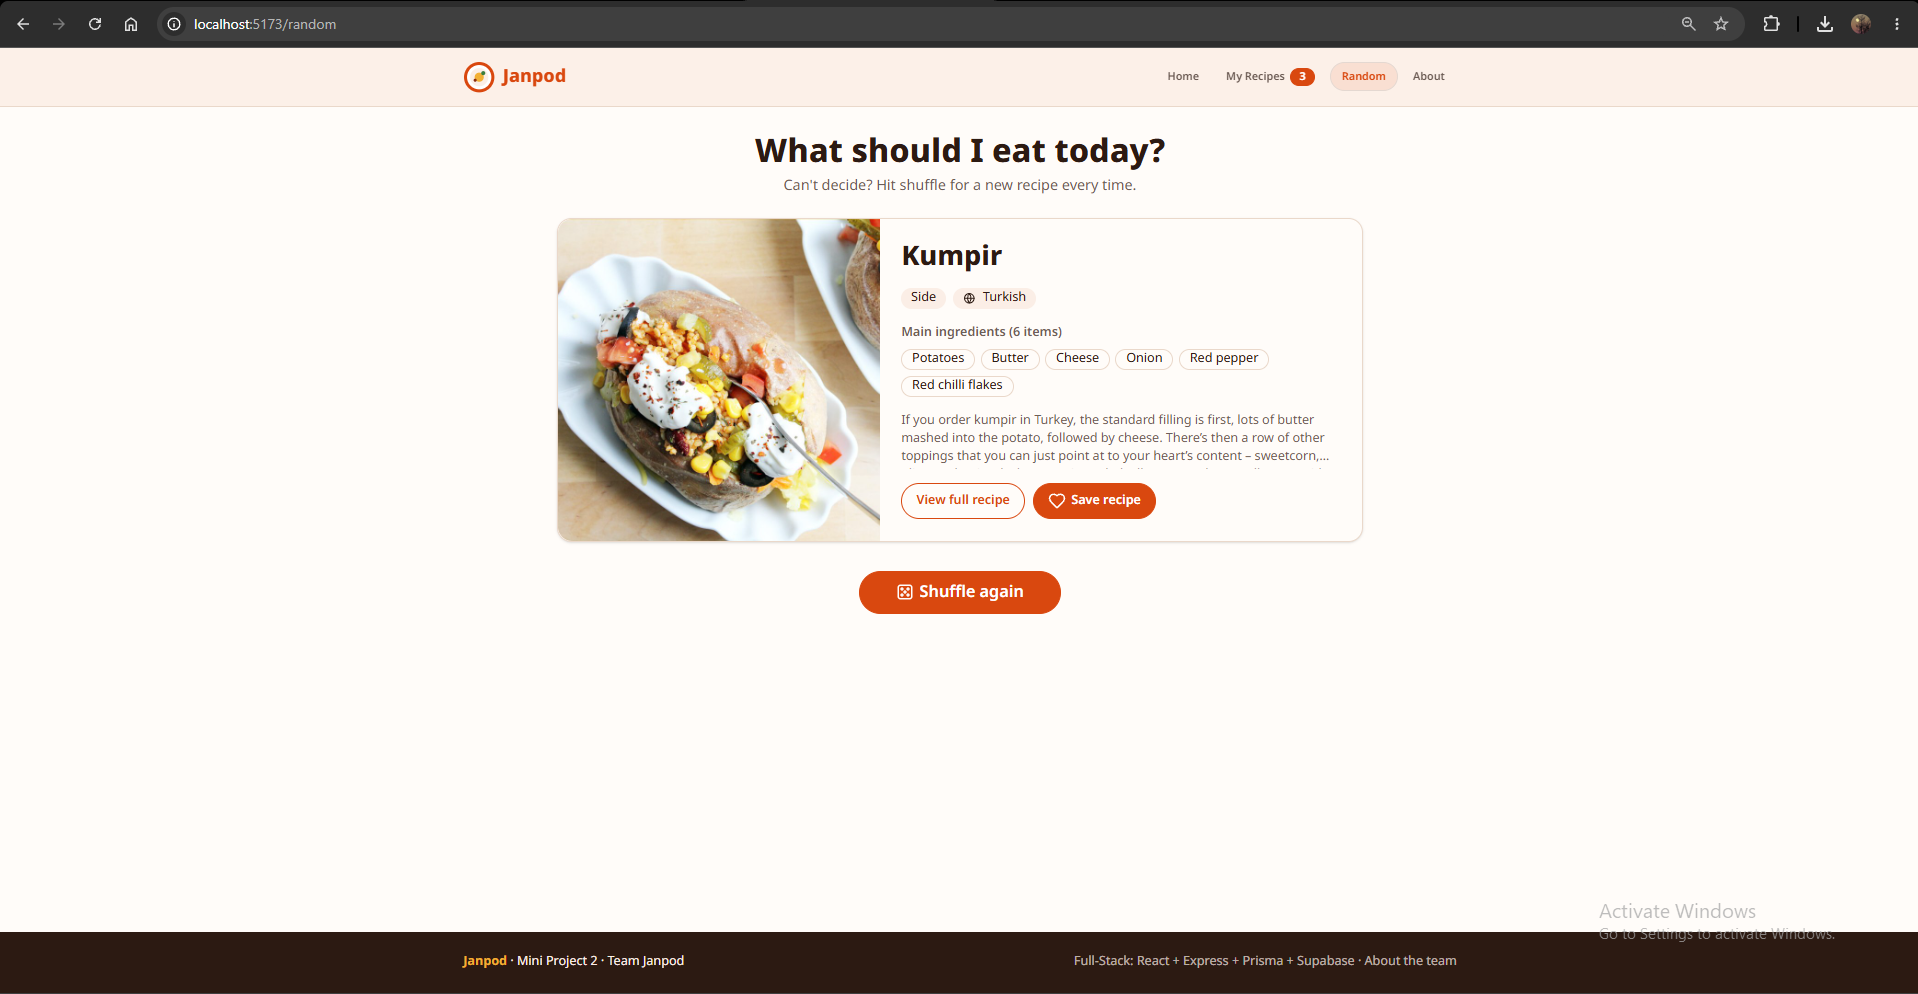 localhost:5173/random
Janpod
Home
My Recipes 3
Random
About
What should I eat today?
Can't decide? Hit shuffle for a new recipe every time.
Kumpir
Side
Turkish
Main ingredients (6 items)
Potatoes
Butter
Cheese
Onion
Red pepper
Red chilli flakes
If you order kumpir in Turkey, the standard filling is first, lots of butter
mashed into the potato, followed by cheese. There’s then a row of other
toppings that you can just point at to your heart’s content – sweetcorn,…
View full recipe
Save recipe
Shuffle again
Activate Windows
Go to Settings to activate Windows.
Janpod · Mini Project 2 · Team Janpod
Full-Stack: React + Express + Prisma + Supabase · About the team